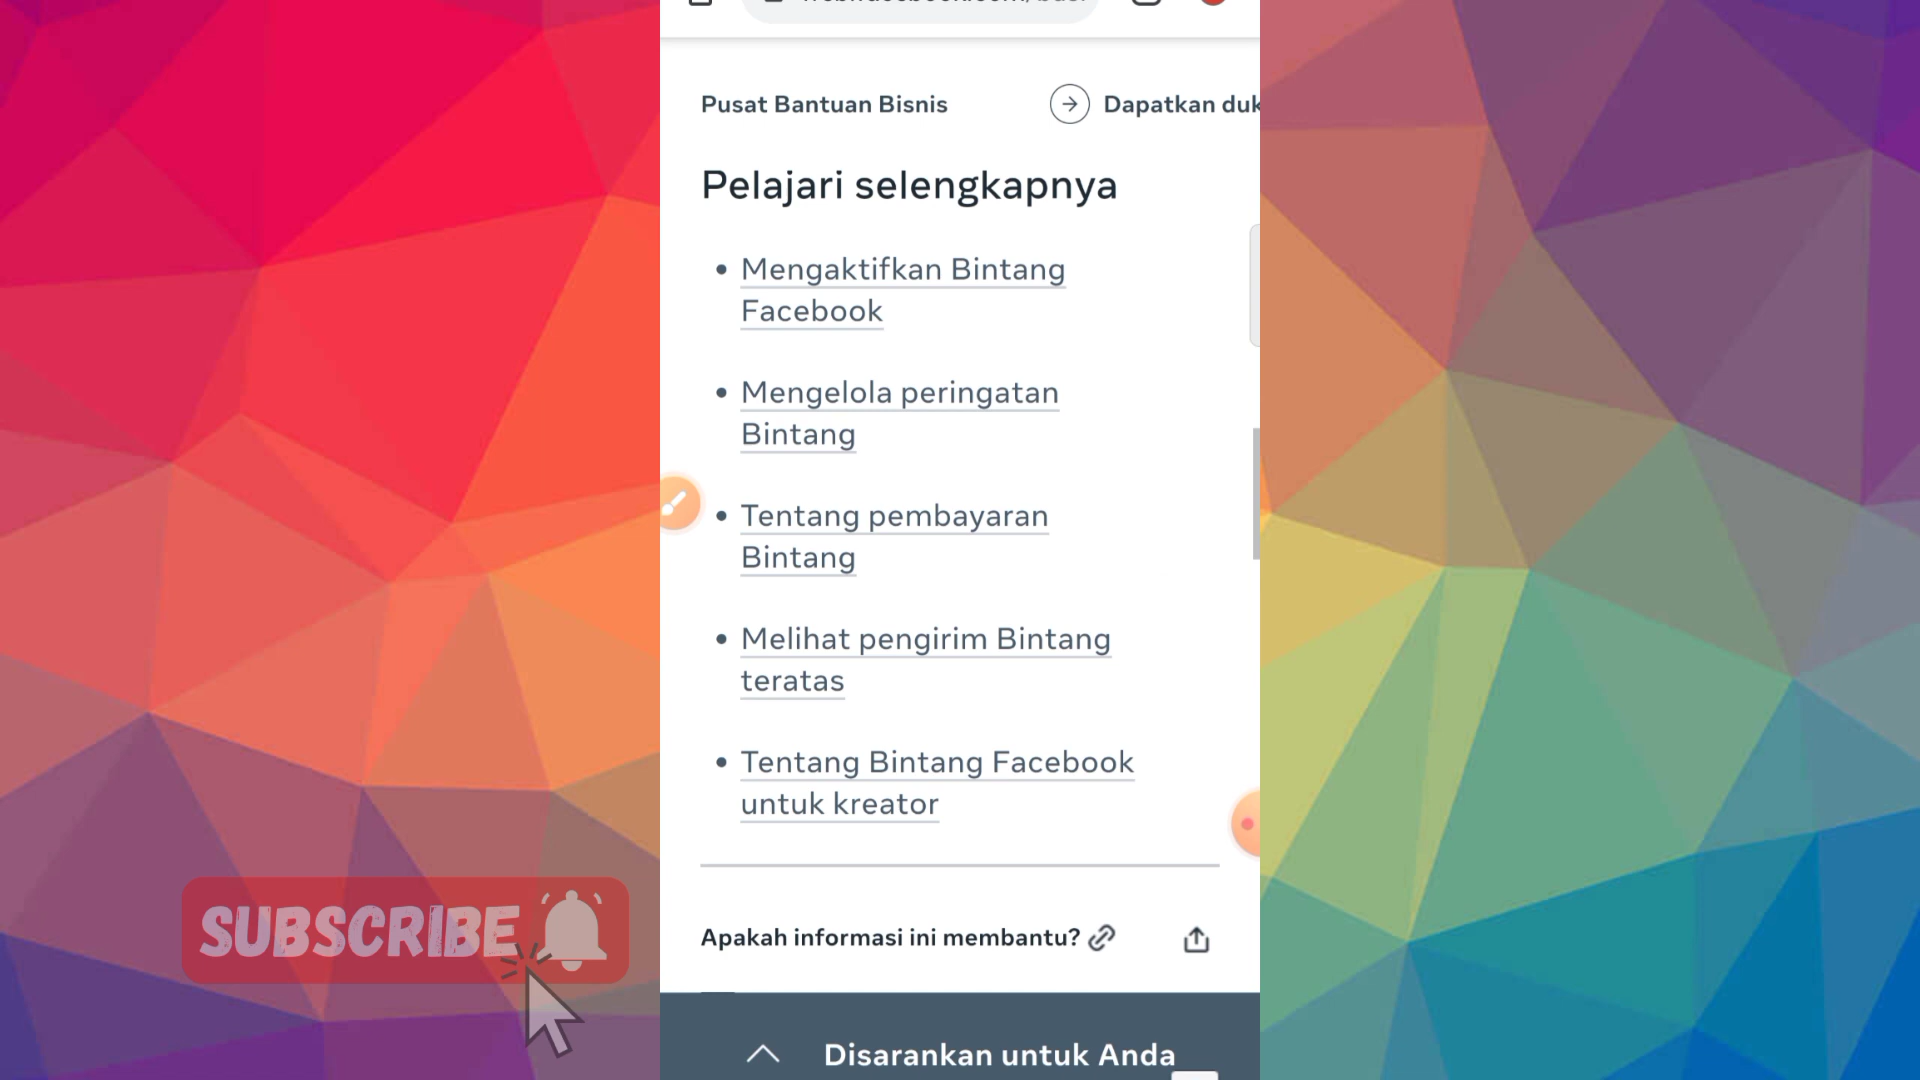 Pusat Bantuan Bisnis
Dapatkan duk
Pelajari selengkapnya
Mengaktifkan Bintang
Facebook
Mengelola peringatan
Bintang
Tentang pembayaran
Bintang
Melihat pengirim Bintang
teratas
Tentang Bintang Facebook
untuk kreator
Apakah informasi ini membantu?
SUBSCRIBE
Disarankan untuk Anda